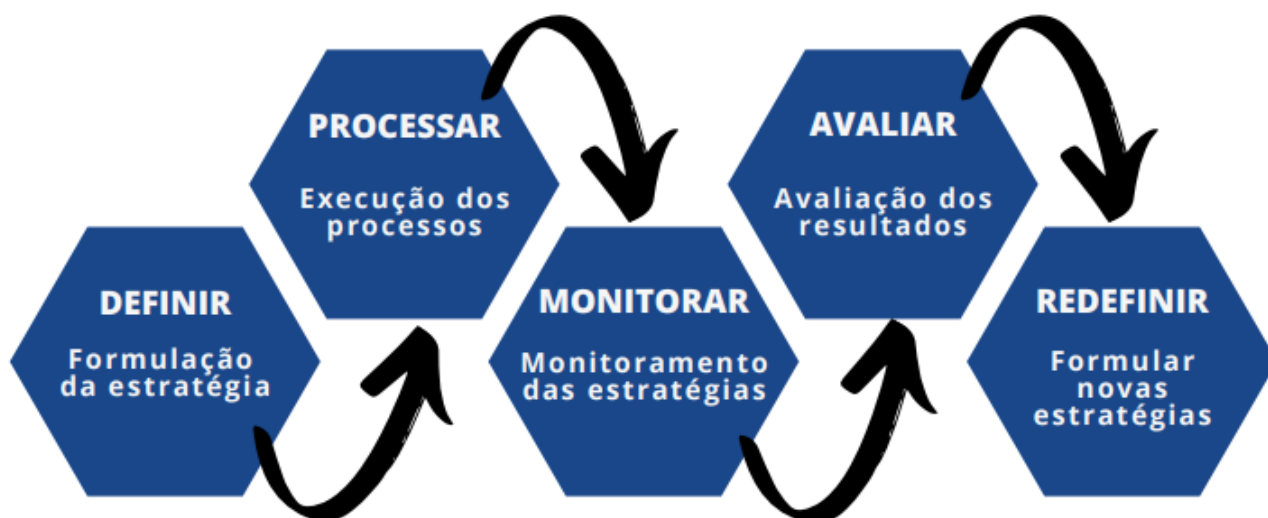 DEFINIR
Formulação
da estratégia
PROCESSAR
Execução dos
processos
MONITORAR
Monitoramento
das estratégias
AVALIAR
Avaliação dos
resultados
REDEFINIR
Formular
novas
estratégias